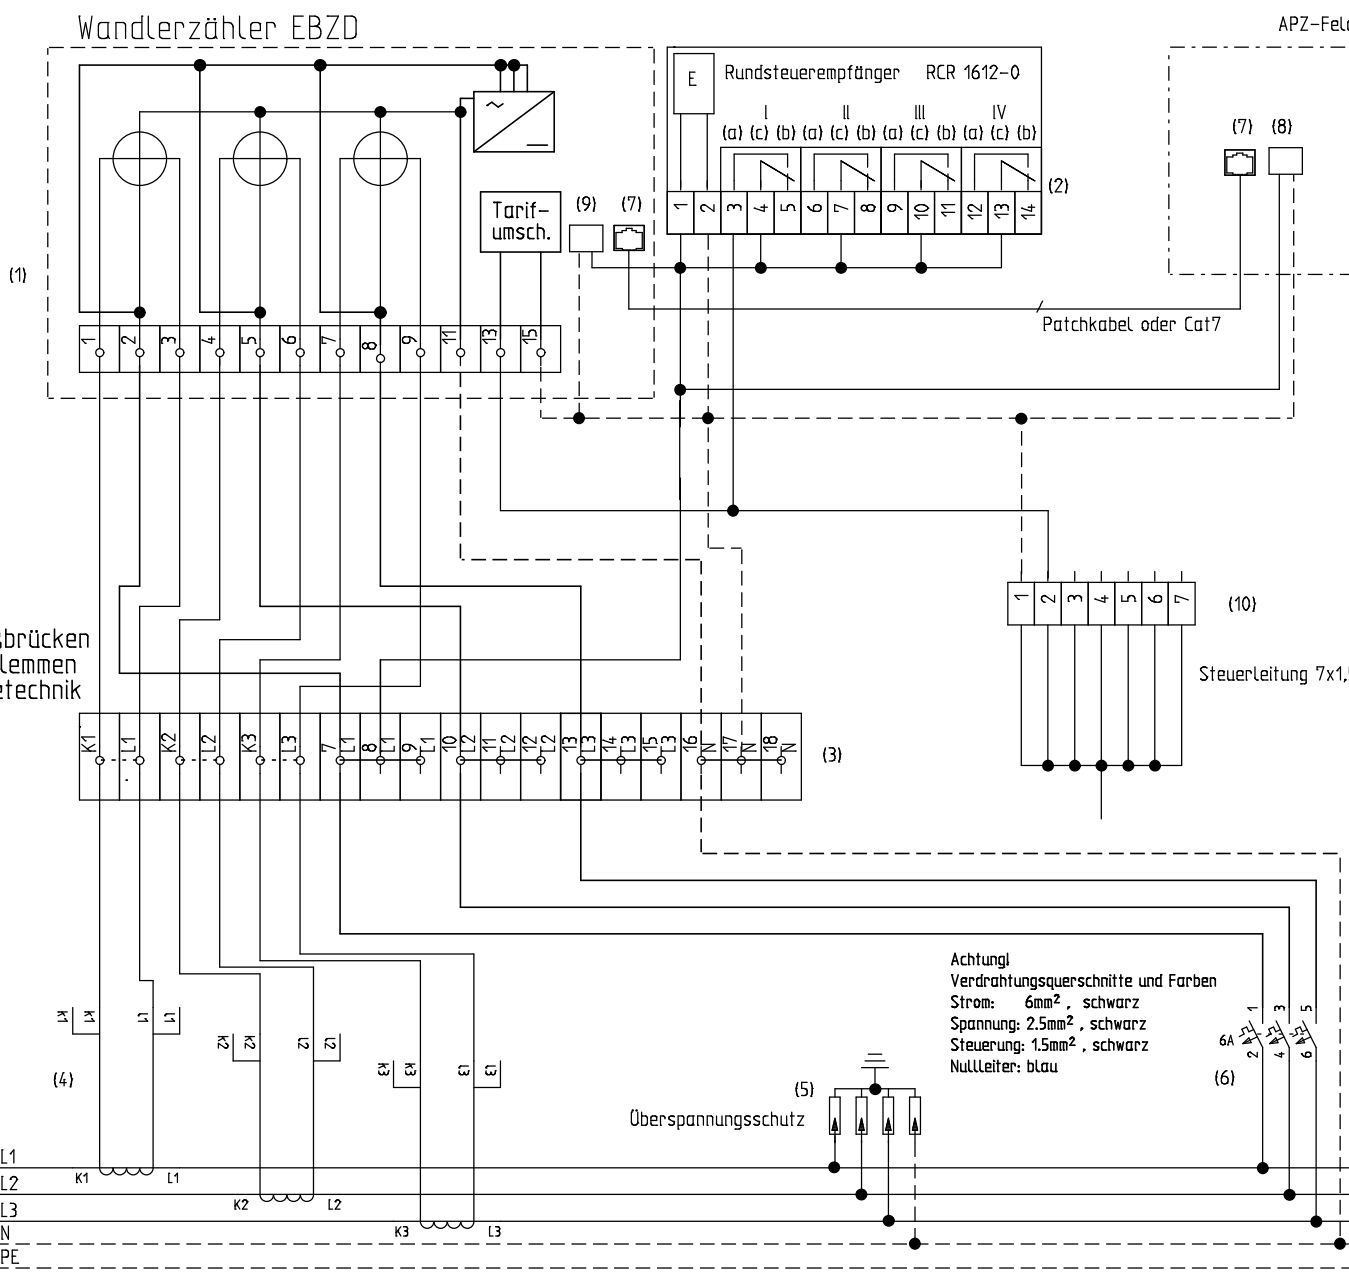 Wandlerzähler EBZD
APZ-Feld
E
Rundsteuerempfänger RCR 1612-0
I II III IV
(a) (c) (b) (a) (c) (b) (a) (c) (b) (a) (c) (b)
(7) (8)
1 2 3 4 5 6 7 8 9 10 11 12 13 14
(2)
Tarif-
umsch.
(9) (7)
(1)
Patchkabel oder Cat7
1 2 3 4 5 6 7 8 9 11 13 15
1 2 3 4 5 6 7
(10)
brücken
lemmen
etechnik
Steuerleitung 7x1,
K1 L1 K2 L2 K3 L3 7 L1 8 L1 9 L1 10 L2 11 L2 12 L2 13 L3 14 L3 15 L3 16 N 17 N 18 N
(3)
Achtung!
Verdrahtungsquerschnitte und Farben
Strom: 6mm², schwarz
Spannung: 2.5mm², schwarz
Steuerung: 1.5mm², schwarz
Nullleiter: blau
K1 K1 L1 L1
K2 K2 L2 L2
K3 K3 L3 L3
1 3 5
6A
2 4 6
(6)
(4)
(5)
Überspannungsschutz
L1
K1 L1
L2
K2 L2
L3
K3 L3
N
PE